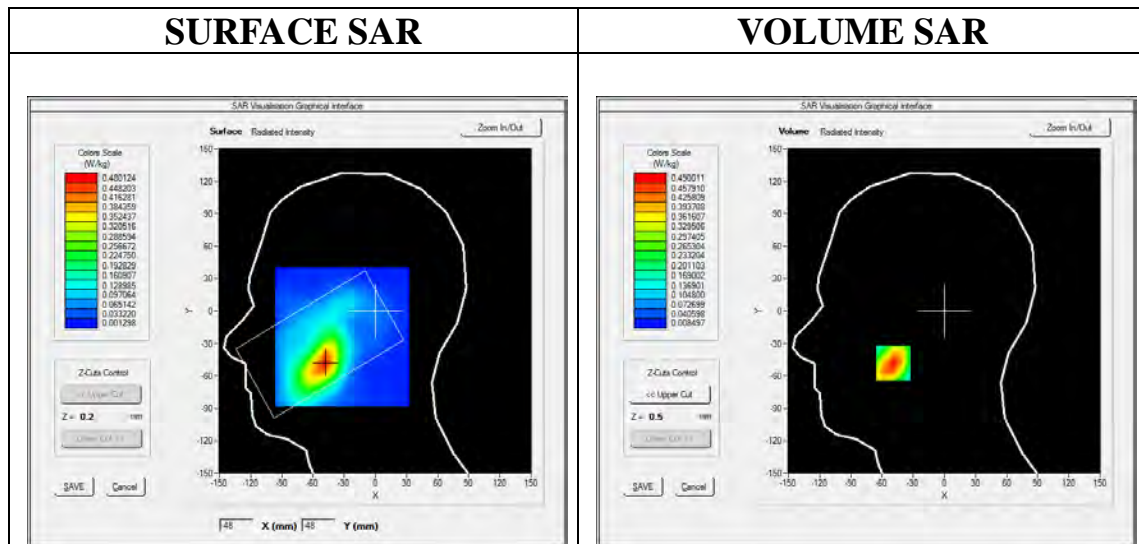 SURFACE SAR
VOLUME SAR
SAR Visualisation Graphical Interface
Surface Radiated Intensity
Zoom In/Out
Colors Scale
(W/kg)
0.480124
0.448203
0.416281
0.384359
0.352437
0.320516
0.288594
0.256672
0.224750
0.192829
0.160907
0.128985
0.097064
0.065142
0.033220
0.001298
Z-Cuts Control
<< Upper Cut
Z = 0.2 mm
Lower Cut >>
SAVE Cancel
150
120
90
60
30
0
-30
-60
-90
-120
-150
Y
-150 -120 -90 -60 -30 0 30 60 90 120 150
X
48 X (mm) 48 Y (mm)
SAR Visualisation Graphical Interface
Volume Radiated Intensity
Zoom In/Out
Colors Scale
(W/kg)
0.490011
0.457910
0.425809
0.393708
0.361607
0.329506
0.297405
0.265304
0.233204
0.201103
0.169002
0.136901
0.104800
0.072699
0.040598
0.008497
Z-Cuts Control
<< Upper Cut
Z = 0.5 mm
Lower Cut >>
SAVE Cancel
150
120
90
60
30
0
-30
-60
-90
-120
-150
Y
-150 -120 -90 -60 -30 0 30 60 90 120 150
X